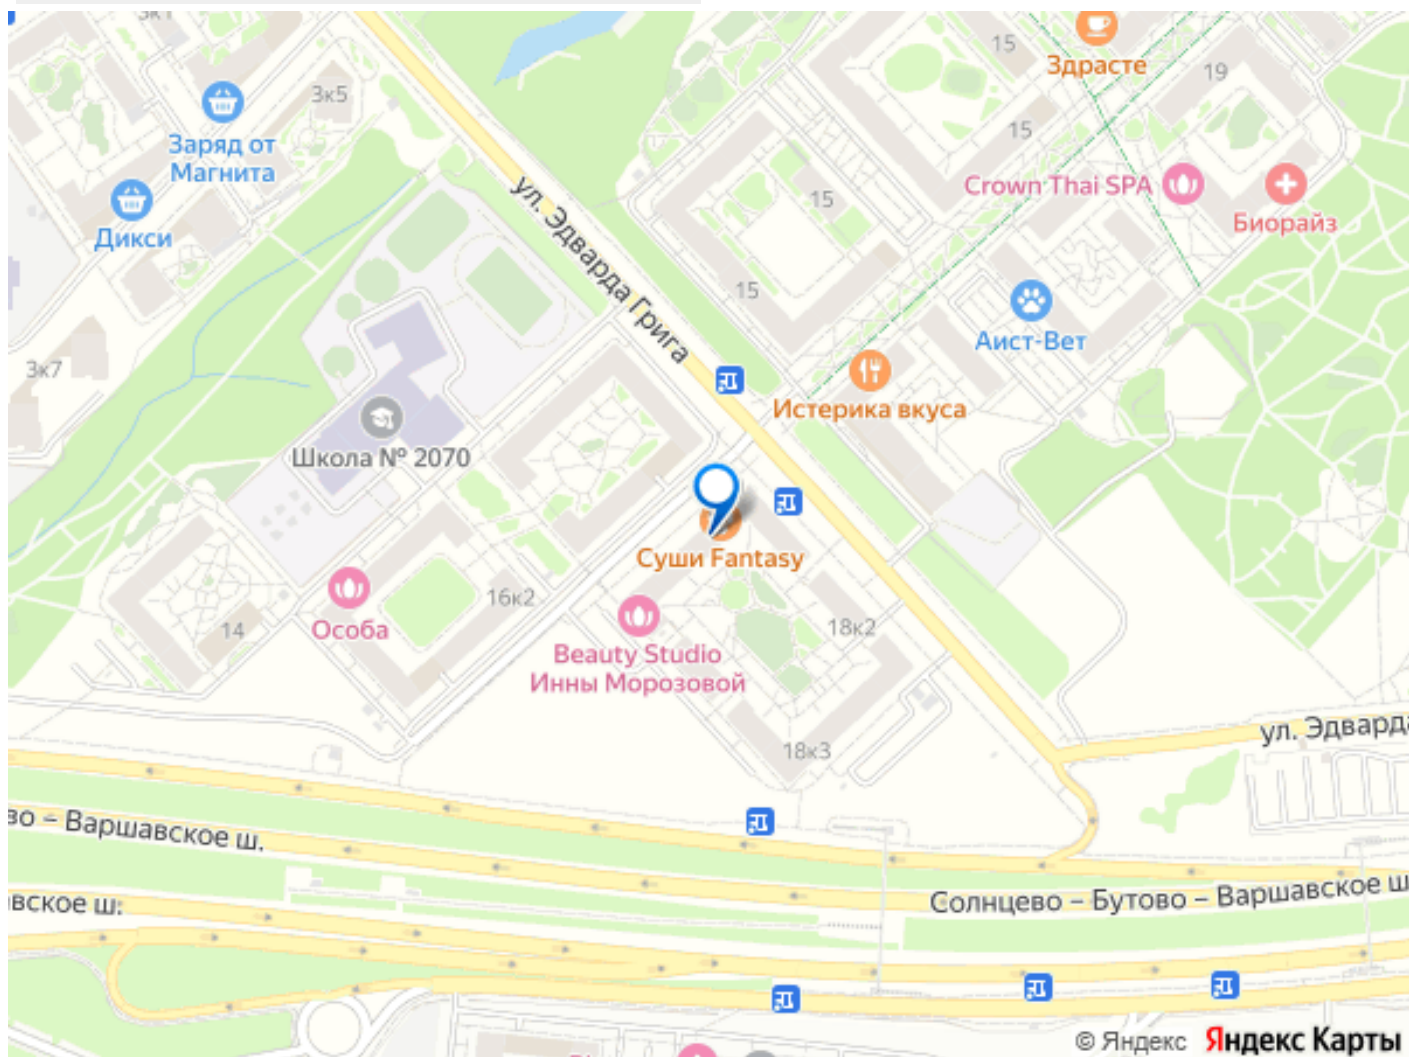 3к1
15
Здрасте
19
3к5
Заряд от
Магнита
15
Crown Thai SPA
15
Биорайз
Дикси
ул. Эдварда Грига
15
Аист-Вет
3к7
Истерика вкуса
Школа № 2070
Суши Fantasy
16к2
14
Особа
18к2
Beauty Studio
Инны Морозовой
ул. Эдварда
18к3
во – Варшавское ш.
Солнцево – Бутово – Варшавское ш
вское ш.
© Яндекс Яндекс Карты